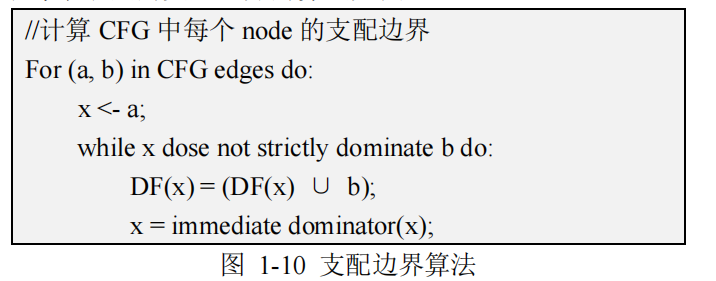 //计算 CFG 中每个 node 的支配边界
For (a, b) in CFG edges do:
x <- a;
while x dose not strictly dominate b do:
DF(x) = (DF(x) ∪ b);
x = immediate dominator(x);
图 1-10 支配边界算法